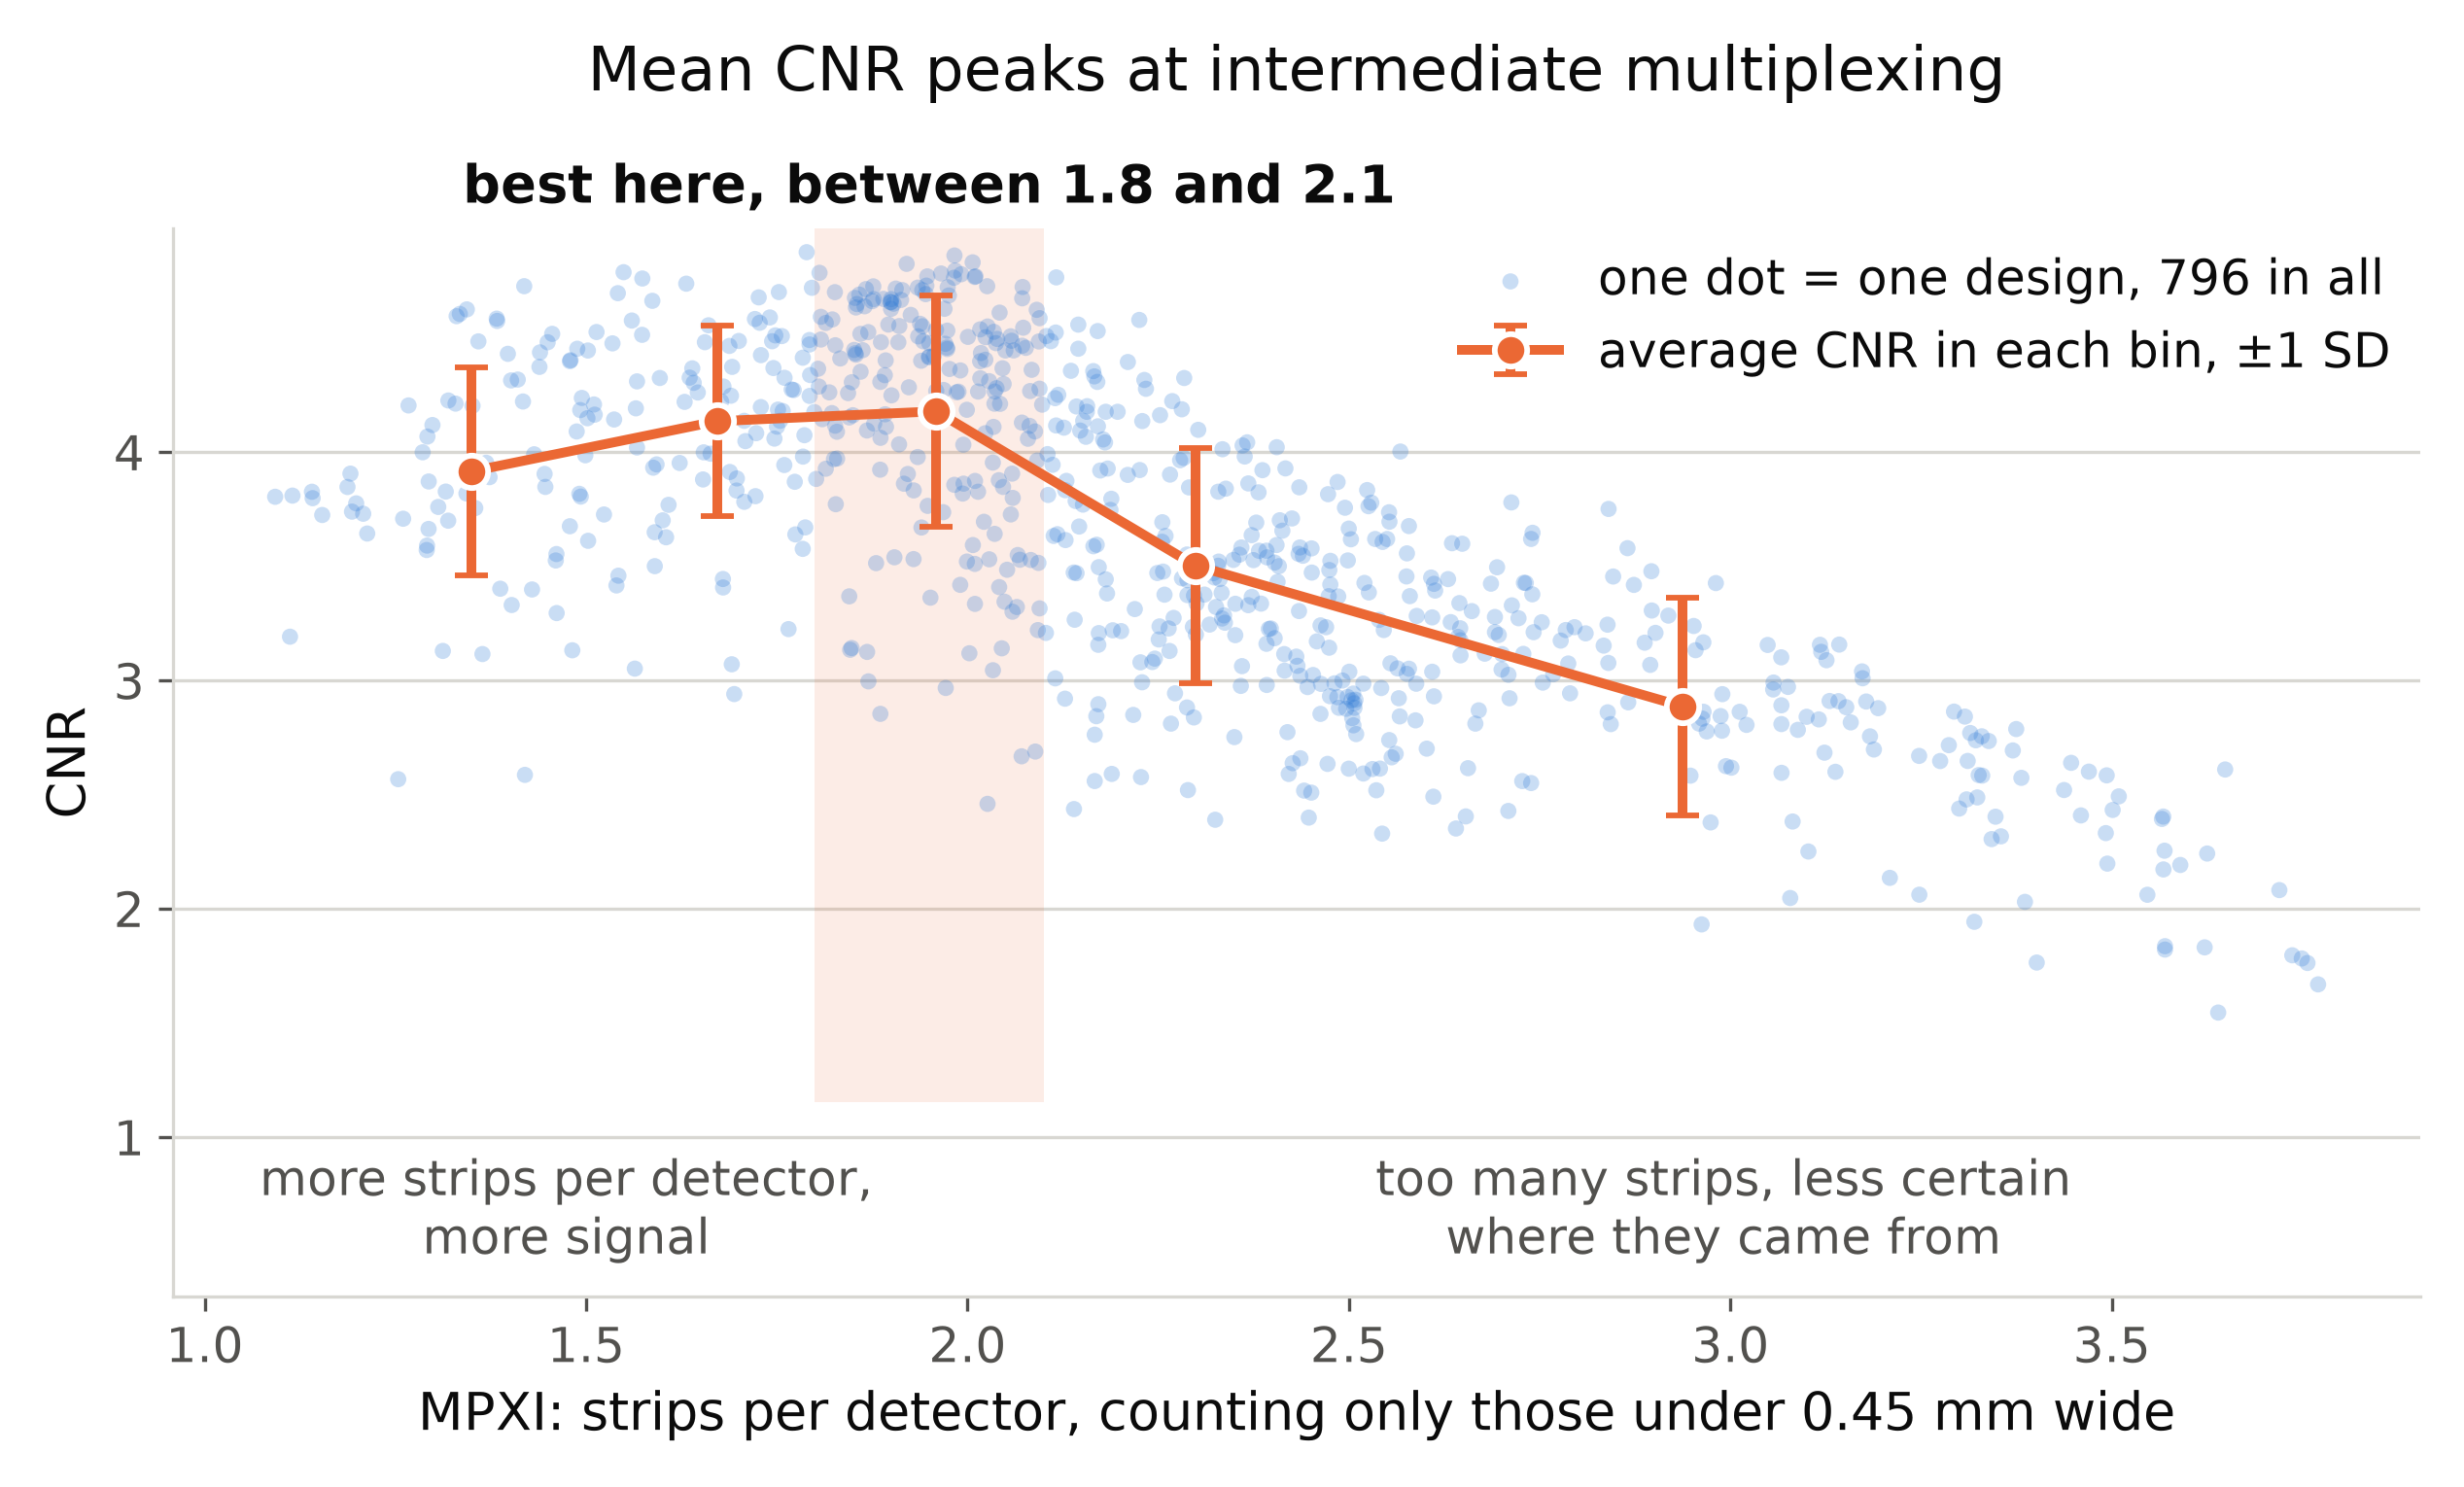 Mean CNR peaks at intermediate multiplexing
best here, between 1.8 and 2.1
one dot = one design, 796 in all
average CNR in each bin, ±1 SD
CNR
4
3
2
1
more strips per detector,
more signal
too many strips, less certain
where they came from
1.0 1.5 2.0 2.5 3.0 3.5
MPXI: strips per detector, counting only those under 0.45 mm wide